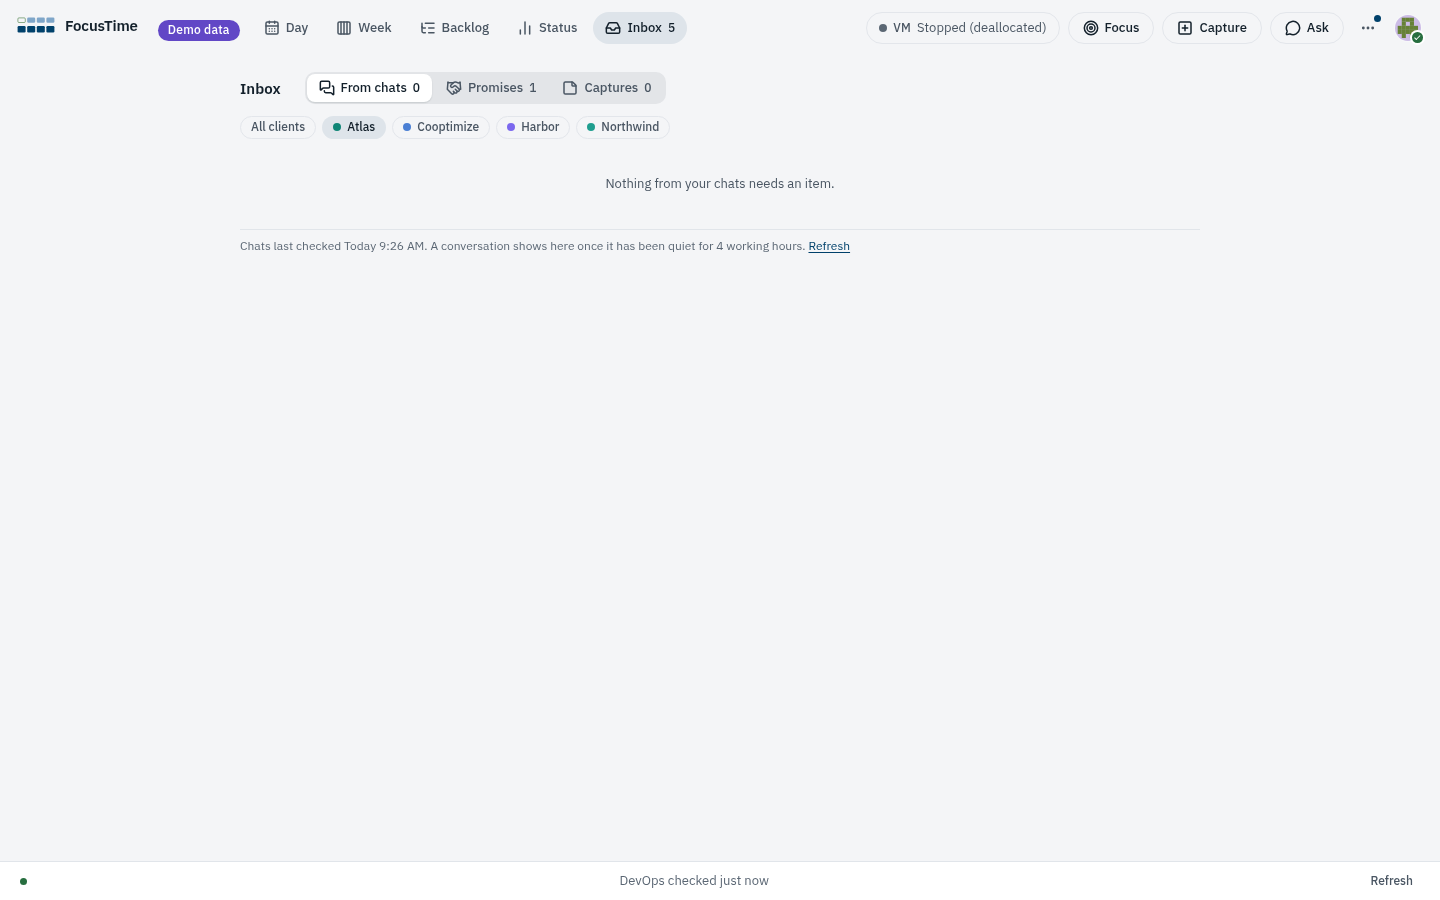 FocusTime
Demo data
Day
Week
Backlog
Status
Inbox 5
VM Stopped (deallocated)
Focus
Capture
Ask
Inbox
From chats 0
Promises 1
Captures 0
All clients
Atlas
Cooptimize
Harbor
Northwind
Nothing from your chats needs an item.
Chats last checked Today 9:26 AM. A conversation shows here once it has been quiet for 4 working hours. Refresh
DevOps checked just now
Refresh